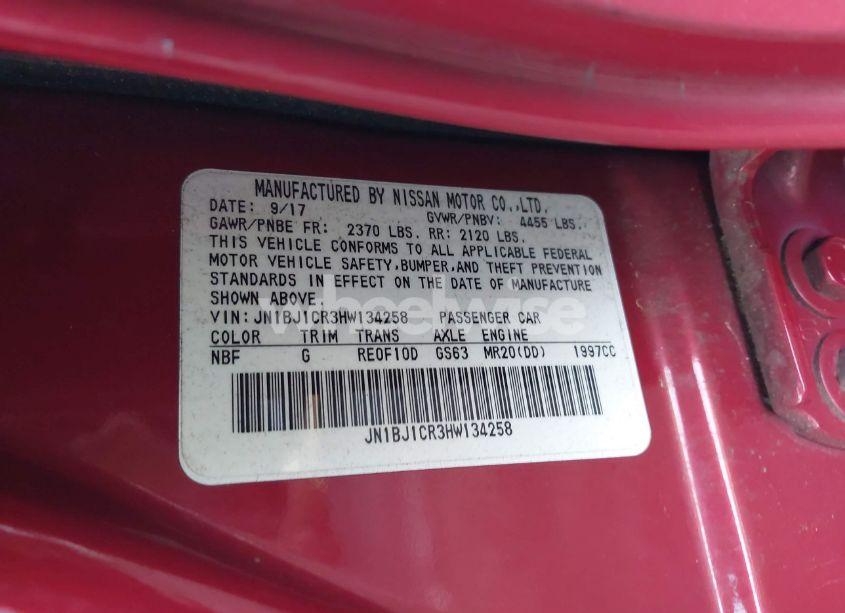 MANUFACTURED BY NISSAN MOTOR CO.,LTD.
DATE: 9/17 GVWR/PNBV: 4455 LBS.
GAWR/PNBE FR: 2370 LBS. RR: 2120 LBS.
THIS VEHICLE CONFORMS TO ALL APPLICABLE FEDERAL
MOTOR VEHICLE SAFETY,BUMPER,AND THEFT PREVENTION
STANDARDS IN EFFECT ON THE DATE OF MANUFACTURE
SHOWN ABOVE.
wheelwise
VIN:JN1BJ1CR3HW134258 PASSENGER CAR
COLOR TRIM TRANS AXLE ENGINE
NBF G RE0F10D GS63 MR20(DD) 1997CC
JN1BJ1CR3HW134258